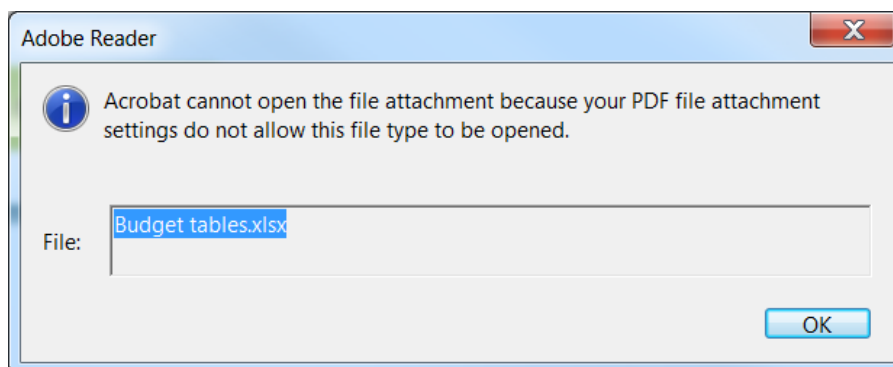 Adobe Reader
X
Acrobat cannot open the file attachment because your PDF file attachment
settings do not allow this file type to be opened.
File:
Budget tables.xlsx
OK